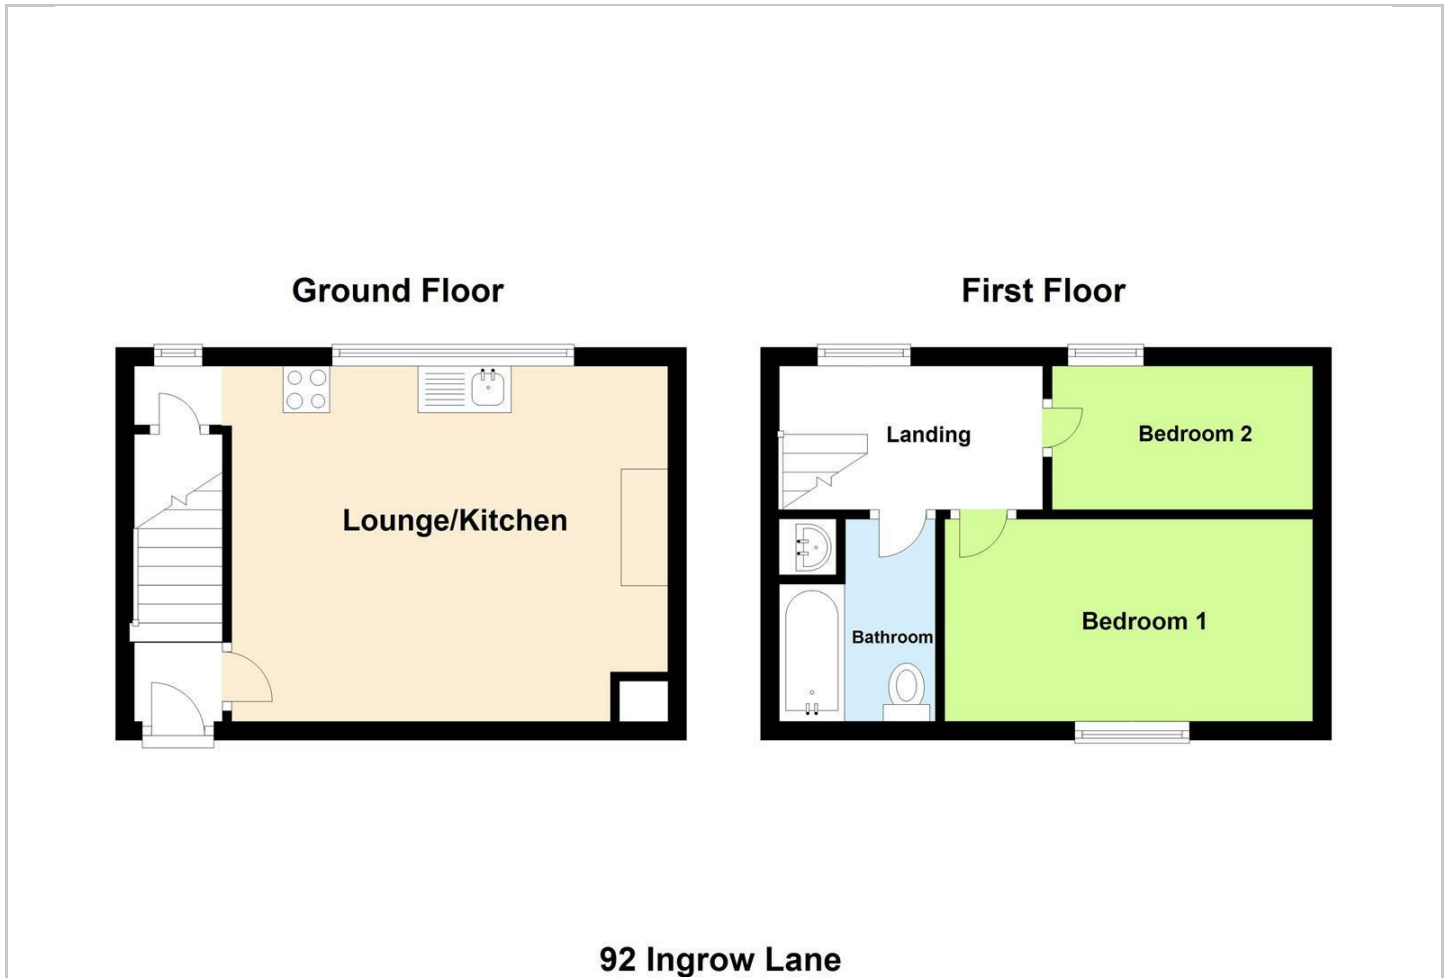 Ground Floor
First Floor
Lounge/Kitchen
Landing
Bedroom 2
Bathroom
Bedroom 1
92 Ingrow Lane